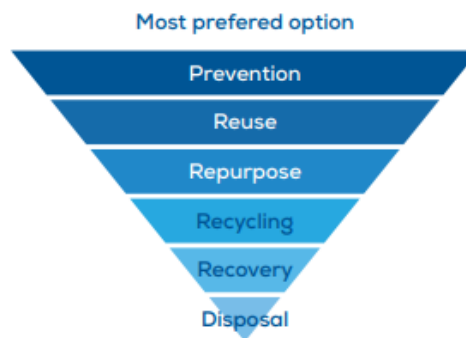 Most prefered option
Prevention
Reuse
Repurpose
Recycling
Recovery
Disposal